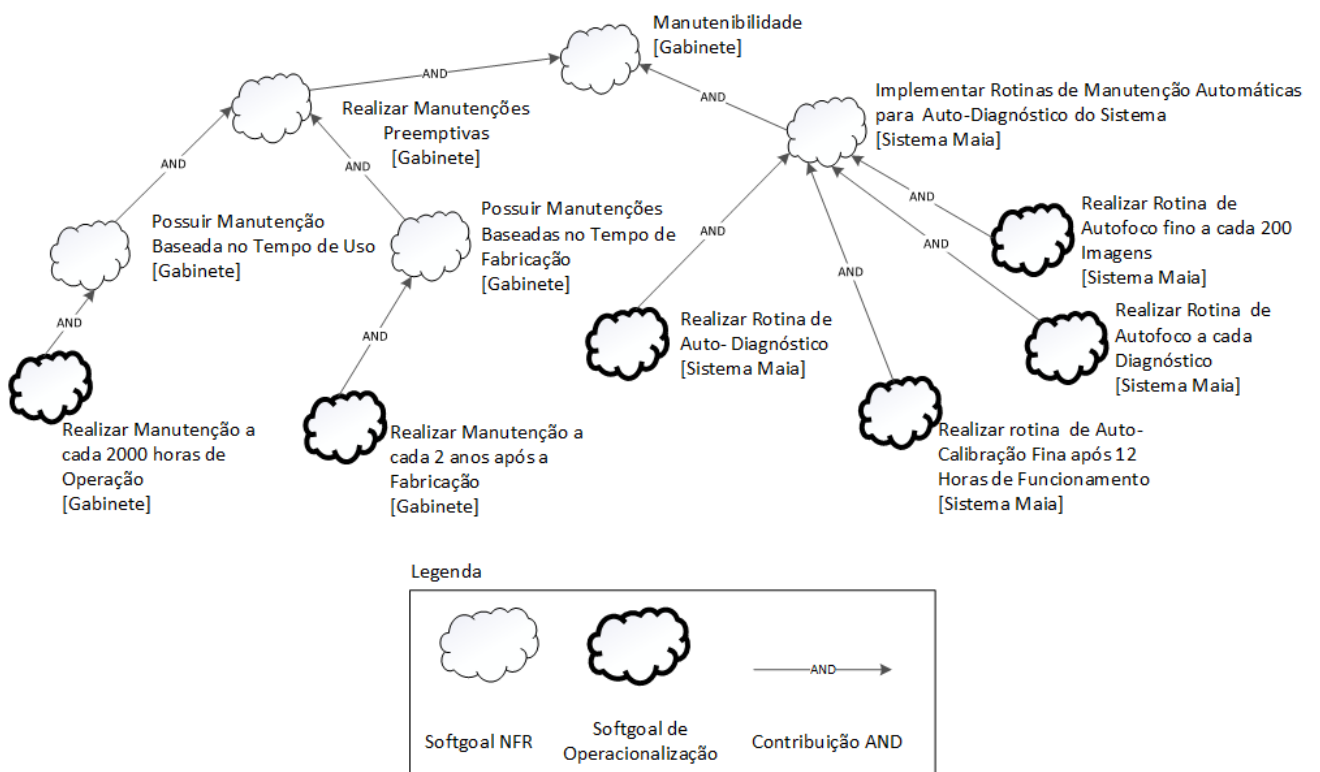 Manutenibilidade
[Gabinete]
AND
AND
Realizar Manutenções
Preemptivas
[Gabinete]
Implementar Rotinas de Manutenção Automáticas
para Auto-Diagnóstico do Sistema
[Sistema Maia]
AND
AND
AND
AND
AND
AND
Possuir Manutenção
Baseada no Tempo de Uso
[Gabinete]
Possuir Manutenções
Baseadas no Tempo de
Fabricação
[Gabinete]
Realizar Rotina de
Autofoco fino a cada 200
Imagens
[Sistema Maia]
AND
AND
Realizar Rotina de
Auto- Diagnóstico
[Sistema Maia]
Realizar Rotina de
Autofoco a cada
Diagnóstico
[Sistema Maia]
Realizar Manutenção a
cada 2000 horas de
Operação
[Gabinete]
Realizar Manutenção a
cada 2 anos após a
Fabricação
[Gabinete]
Realizar rotina de Auto-
Calibração Fina após 12
Horas de Funcionamento
[Sistema Maia]
Legenda
AND
Softgoal NFR
Softgoal de
Operacionalização
Contribuição AND